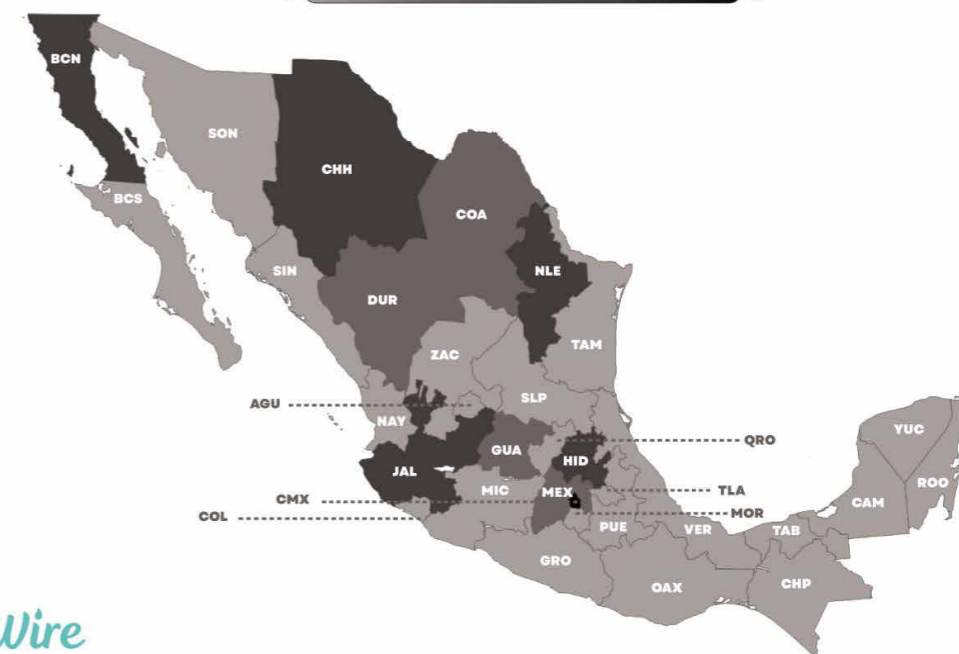 BCN
SON
CHH
BCS
COA
SIN
NLE
DUR
TAM
ZAC
SLP
AGU
NAY
YUC
QRO
GUA
HID
JAL
ROO
MIC
MEX
TLA
CMX
CAM
MOR
COL
PUE
VER
TAB
GRO
CHP
OAX
Wire